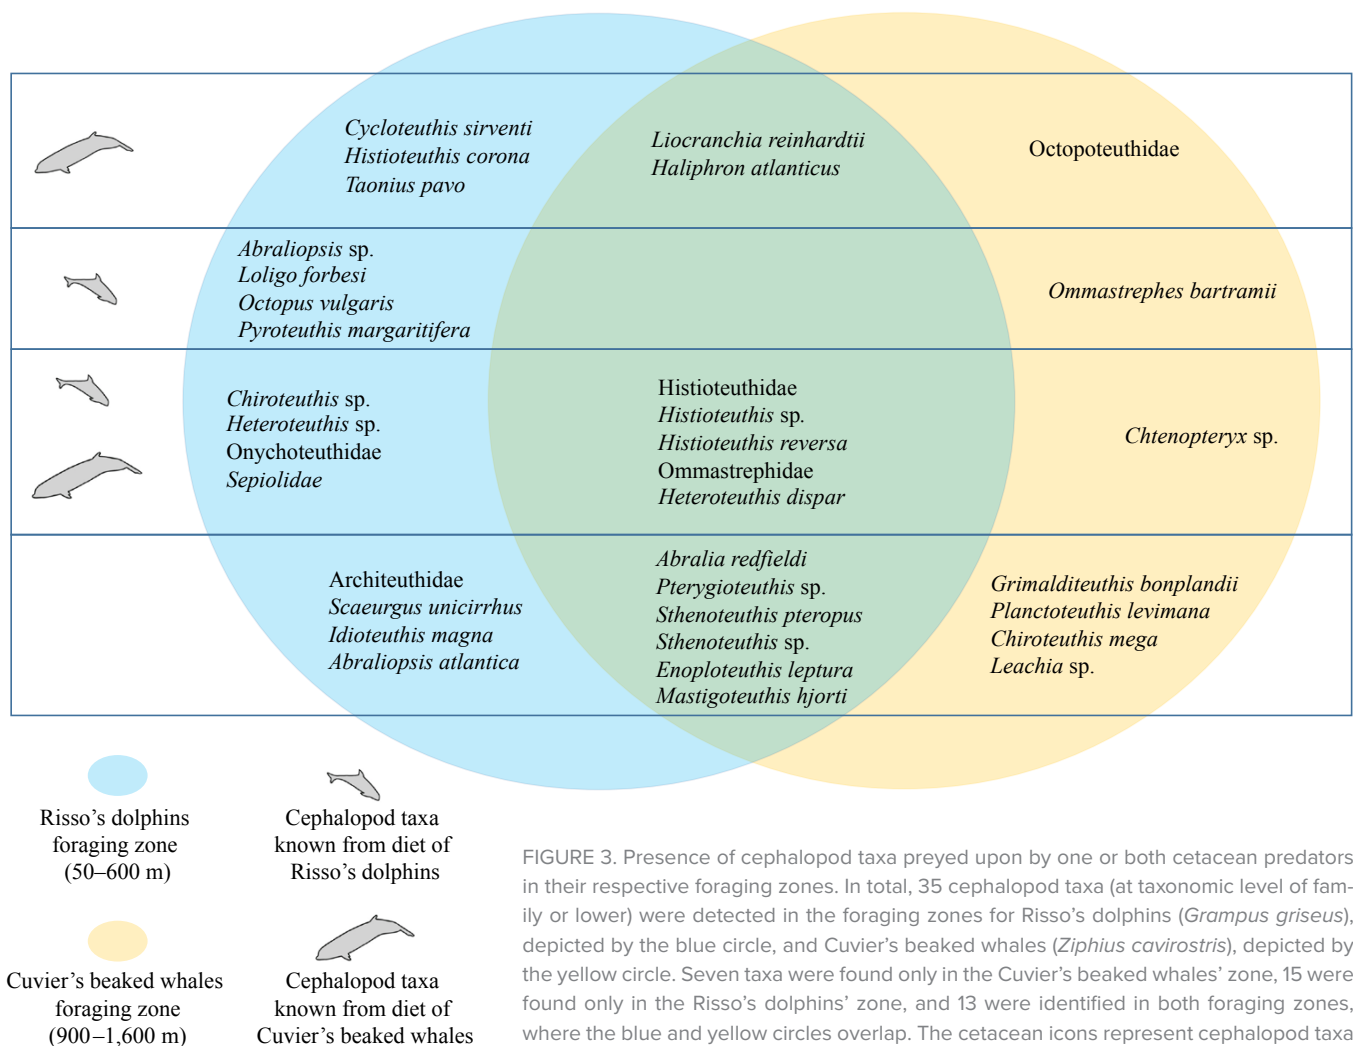 Cycloteuthis sirventi
Histioteuthis corona
Taonius pavo
Liocranchia reinhardtii
Haliphron atlanticus
Octopoteuthidae
Abraliopsis sp.
Loligo forbesi
Octopus vulgaris
Pyroteuthis margaritifera
Ommastrephes bartramii
Chiroteuthis sp.
Heteroteuthis sp.
Onychoteuthidae
Sepiolidae
Histioteuthidae
Histioteuthis sp.
Histioteuthis reversa
Ommastrephidae
Heteroteuthis dispar
Chtenopteryx sp.
Architeuthidae
Scaeurgus unicirrhus
Idioteuthis magna
Abraliopsis atlantica
Abralia redfieldi
Pterygioteuthis sp.
Sthenoteuthis pteropus
Sthenoteuthis sp.
Enoploteuthis leptura
Mastigoteuthis hjorti
Grimalditeuthis bonplandii
Planctoteuthis levimana
Chiroteuthis mega
Leachia sp.
Risso's dolphins
foraging zone
(50–600 m)
Cephalopod taxa
known from diet of
Risso's dolphins
Cuvier's beaked whales
foraging zone
(900–1,600 m)
Cephalopod taxa
known from diet of
Cuvier's beaked whales
FIGURE 3. Presence of cephalopod taxa preyed upon by one or both cetacean predators
in their respective foraging zones. In total, 35 cephalopod taxa (at taxonomic level of fam-
ily or lower) were detected in the foraging zones for Risso's dolphins (Grampus griseus),
depicted by the blue circle, and Cuvier's beaked whales (Ziphius cavirostris), depicted by
the yellow circle. Seven taxa were found only in the Cuvier's beaked whales' zone, 15 were
found only in the Risso's dolphins' zone, and 13 were identified in both foraging zones,
where the blue and yellow circles overlap. The cetacean icons represent cephalopod taxa